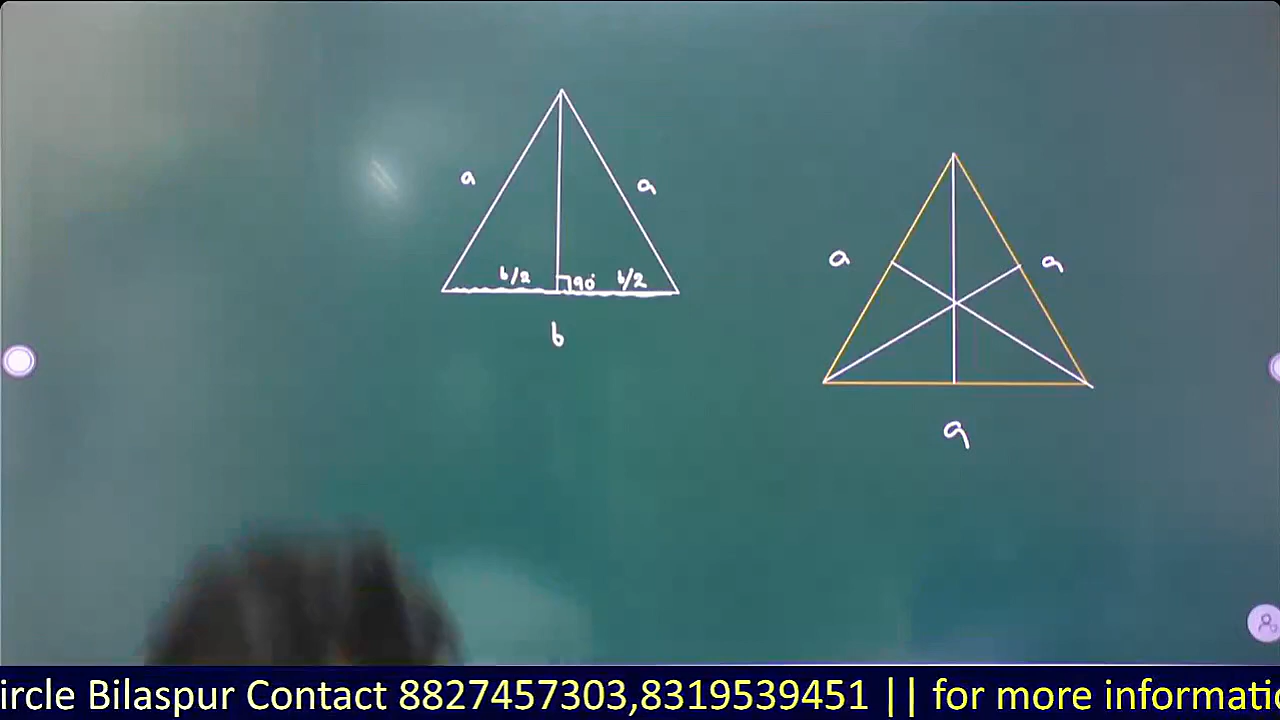 a
a
b/2
90°
b/2
b
a
a
a
ircle Bilaspur Contact 8827457303,8319539451 || for more informati